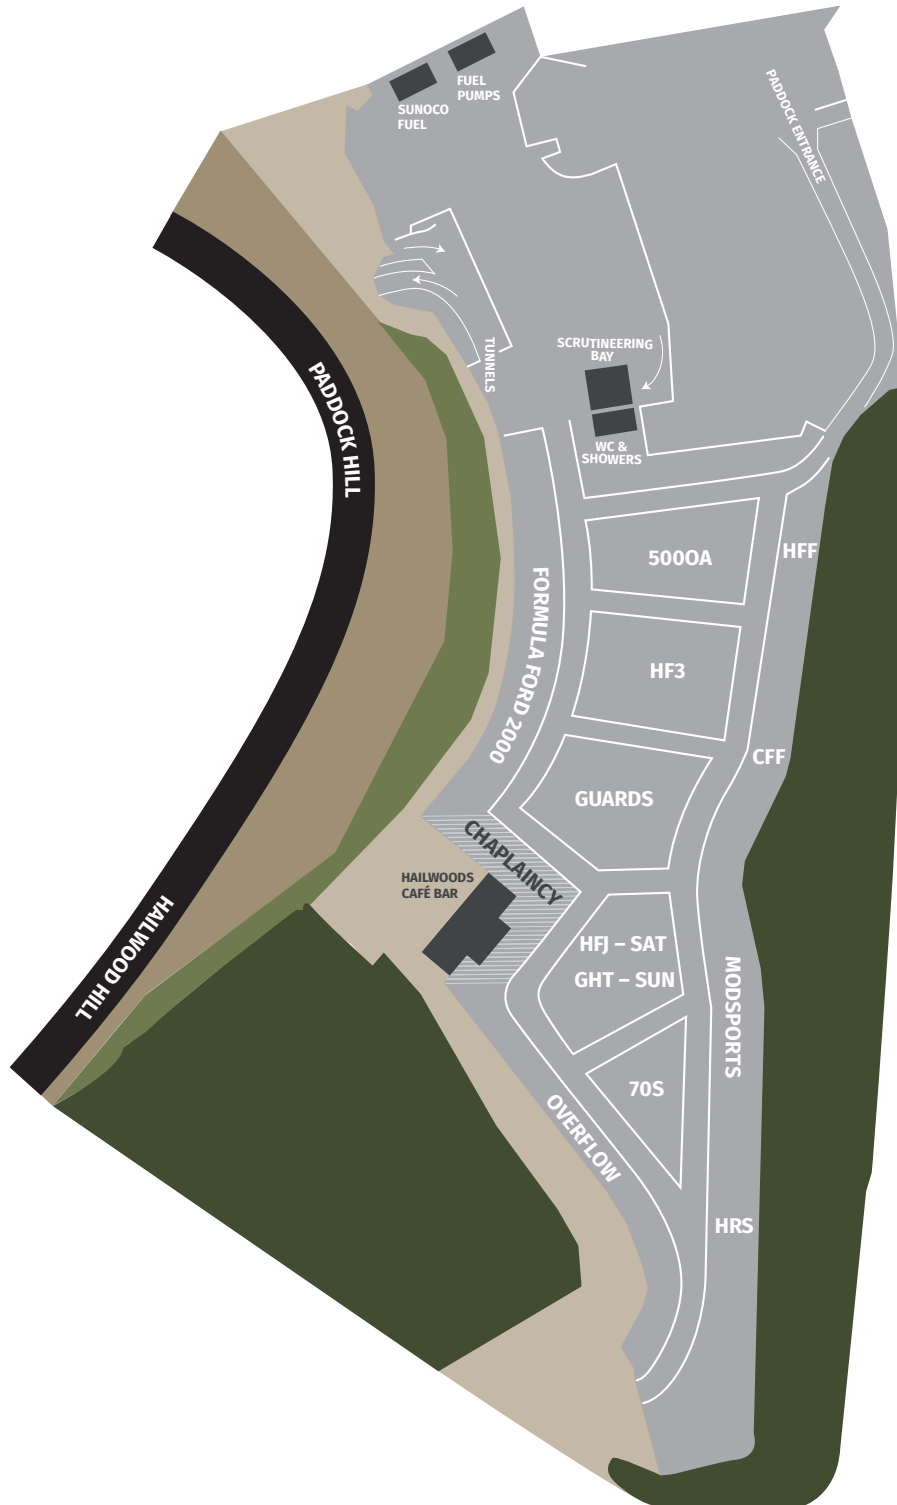 FUEL
PUMPS
SUNOCO
FUEL
PADDOCK ENTRANCE
TUNNELS
SCRUTINEERING
BAY
WC &
SHOWERS
PADDOCK HILL
500OA
HFF
FORMULA FORD 2000
HF3
CFF
GUARDS
CHAPLAINCY
HAILWOODS
CAFÉ BAR
HAILWOOD HILL
HFJ – SAT
GHT – SUN
MODSPORTS
70S
OVERFLOW
HRS